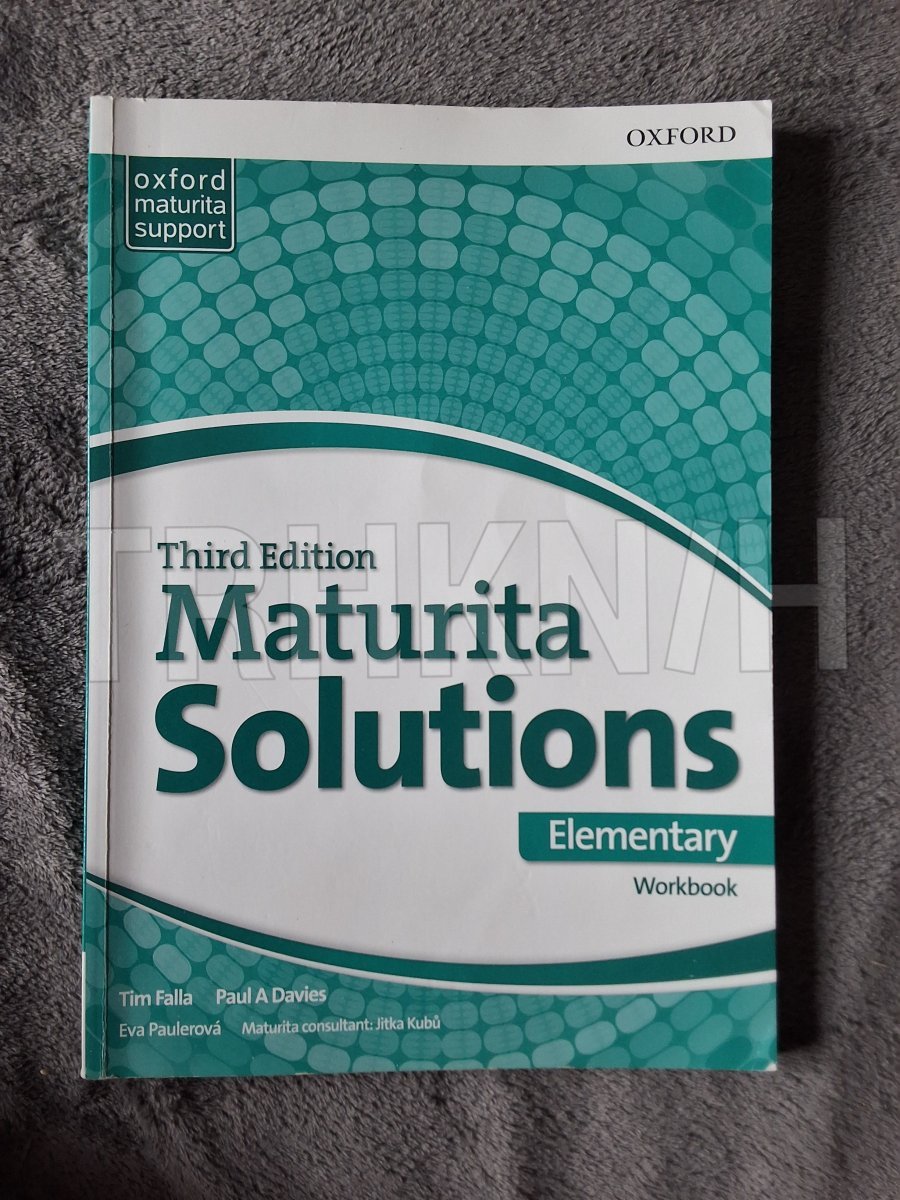 OXFORD
oxford
maturita
support
TRHKNIH
Third Edition
Maturita
Solutions
Elementary
Workbook
Tim Falla Paul A Davies
Eva Paulerová Maturita consultant: Jitka Kubů